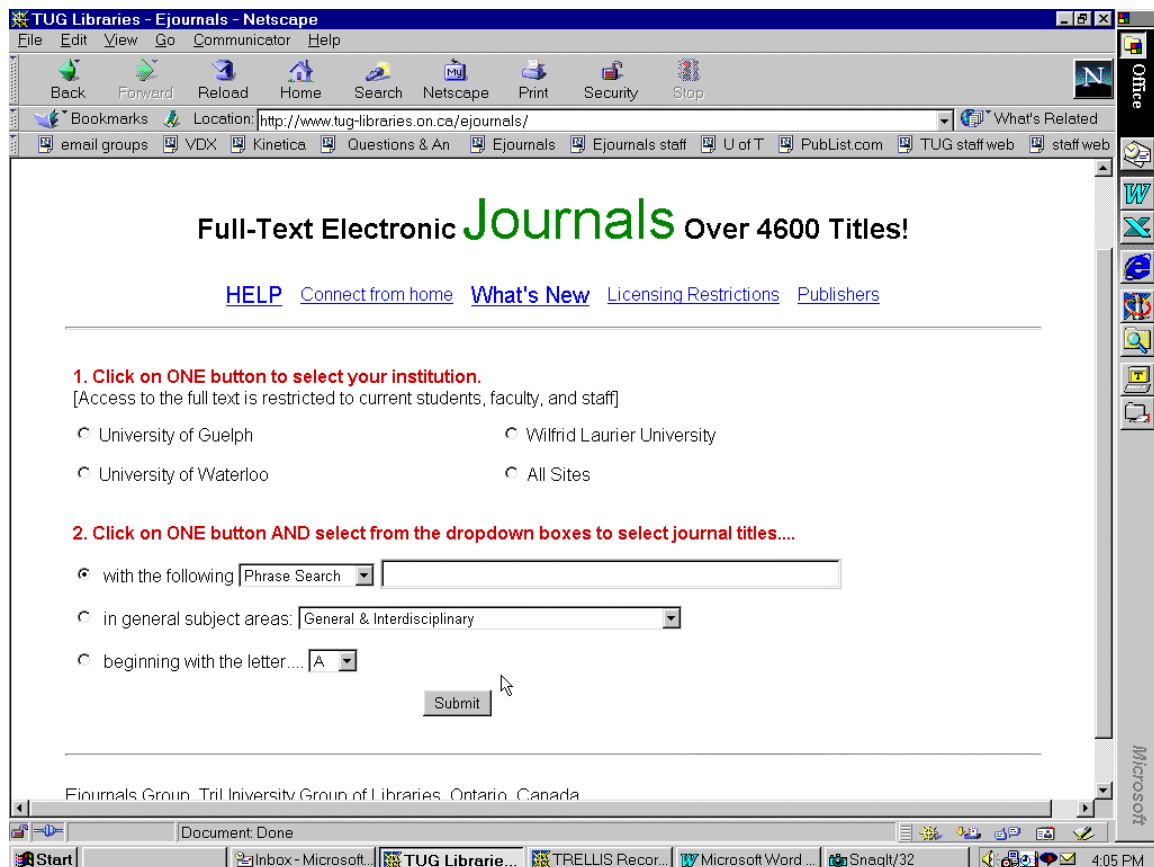 TUG Libraries - Ejournals - Netscape
File Edit View Go Communicator Help
Back Forward Reload Home Search Netscape Print Security Stop
My
N
Office
Bookmarks Location: http://www.tug-libraries.on.ca/ejournals/ What's Related
email groups VDX Kinetica Questions & An Ejournals Ejournals staff U of T PubList.com TUG staff web staff web
Full-Text Electronic Journals Over 4600 Titles!
HELP Connect from home What's New Licensing Restrictions Publishers
1. Click on ONE button to select your institution.
[Access to the full text is restricted to current students, faculty, and staff]
University of Guelph Wilfrid Laurier University
University of Waterloo All Sites
2. Click on ONE button AND select from the dropdown boxes to select journal titles....
with the following Phrase Search
in general subject areas: General & Interdisciplinary
beginning with the letter.... A
Submit
Ejournals Group, TriUniversity Group of Libraries, Ontario, Canada
Microsoft
Document: Done
Start Inbox - Microsoft... TUG Librarie... TRELLIS Recor... Microsoft Word ... SnagIt/32 4:05 PM